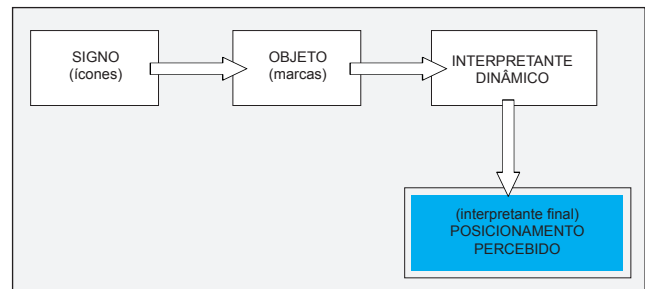 SIGNO
(ícones)
OBJETO
(marcas)
INTERPRETANTE
DINÂMICO
(interpretante final)
POSICIONAMENTO
PERCEBIDO